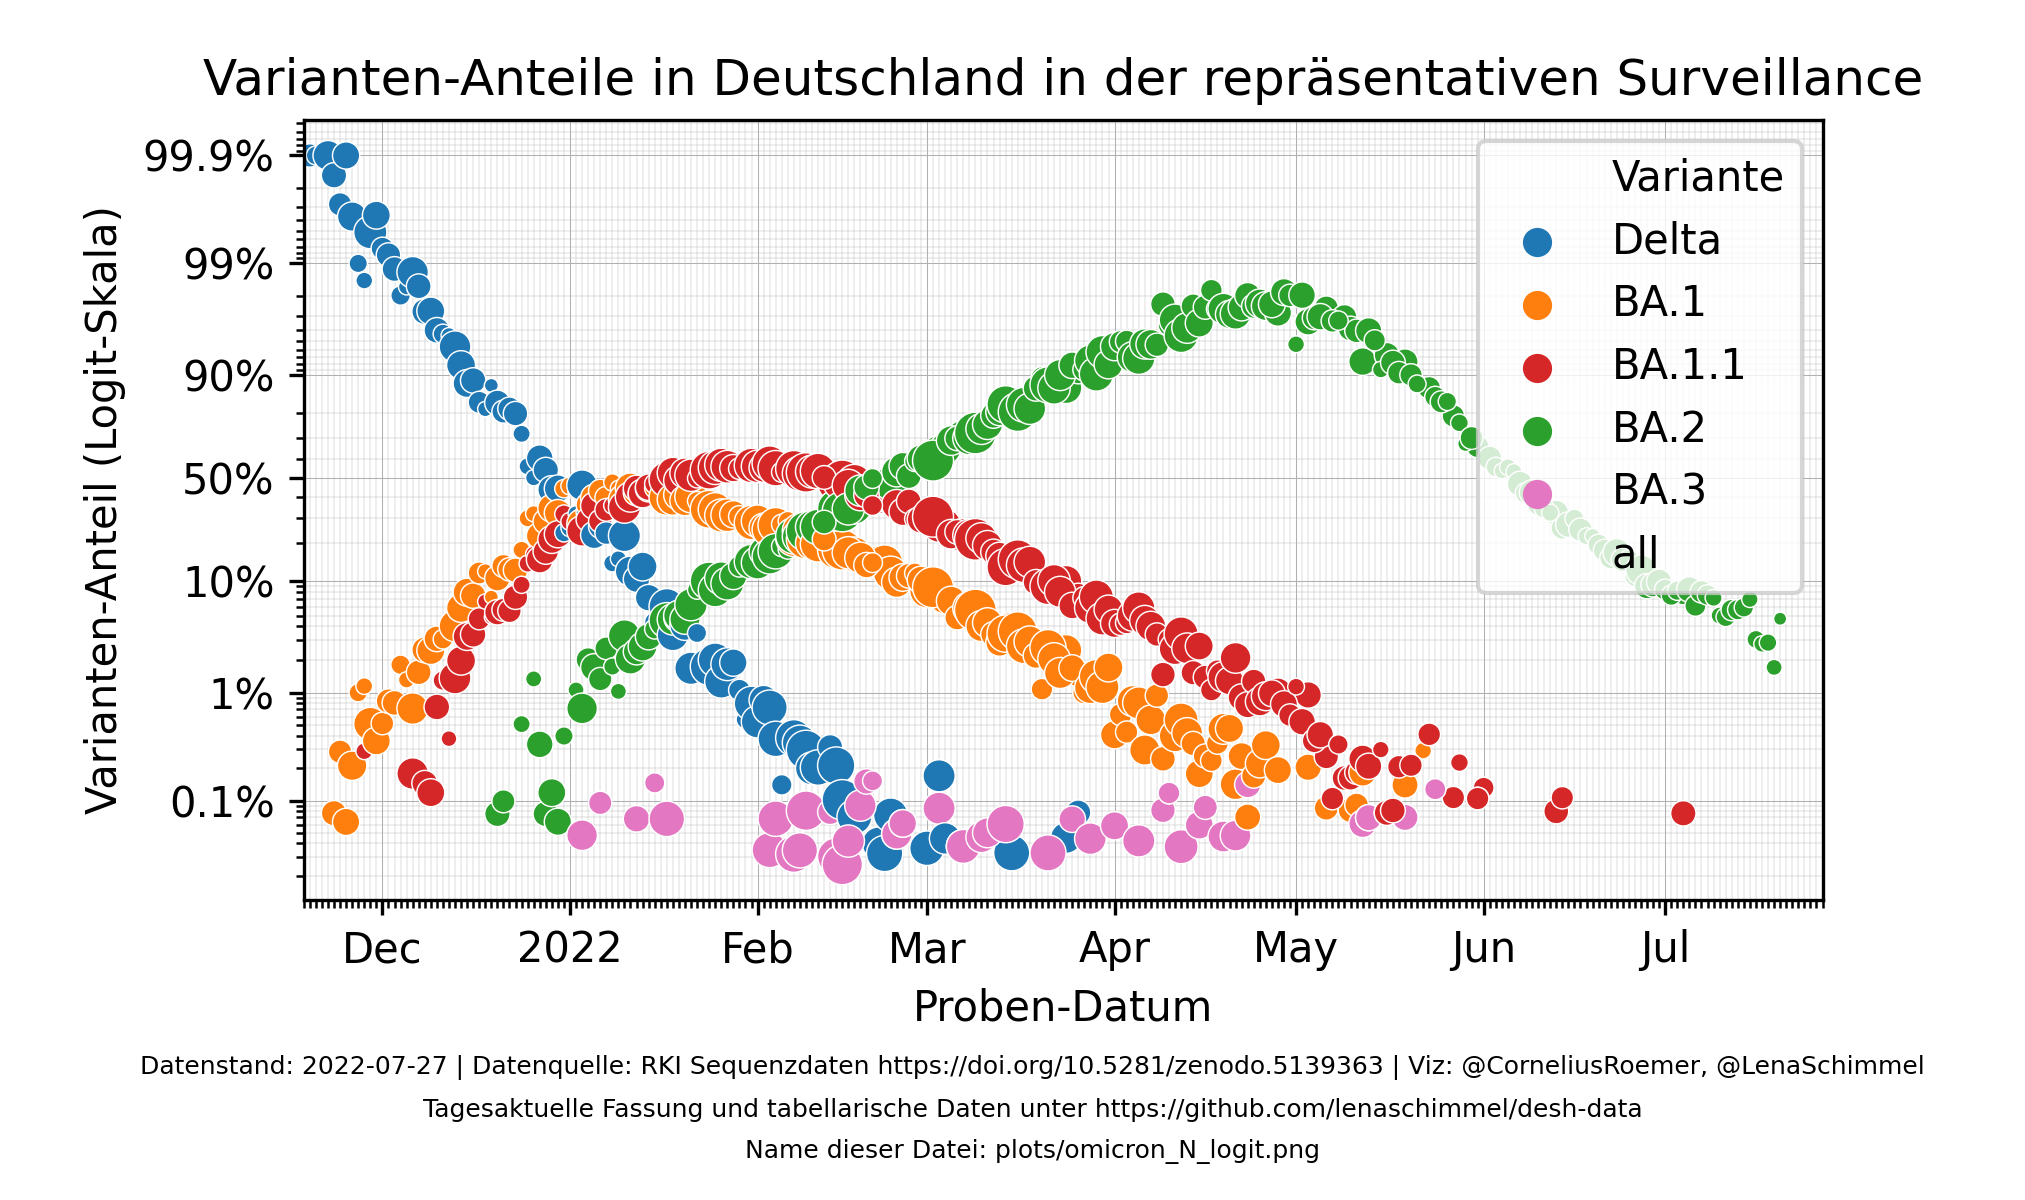 Varianten-Anteile in Deutschland in der repräsentativen Surveillance
Varianten-Anteil (Logit-Skala)
99.9%
99%
90%
50%
10%
1%
0.1%
Variante
Delta
BA.1
BA.1.1
BA.2
BA.3
all
Dec 2022 Feb Mar Apr May Jun Jul
Proben-Datum
Datenstand: 2022-07-27 | Datenquelle: RKI Sequenzdaten https://doi.org/10.5281/zenodo.5139363 | Viz: @CorneliusRoemer, @LenaSchimmel
Tagesaktuelle Fassung und tabellarische Daten unter https://github.com/lenaschimmel/desh-data
Name dieser Datei: plots/omicron_N_logit.png